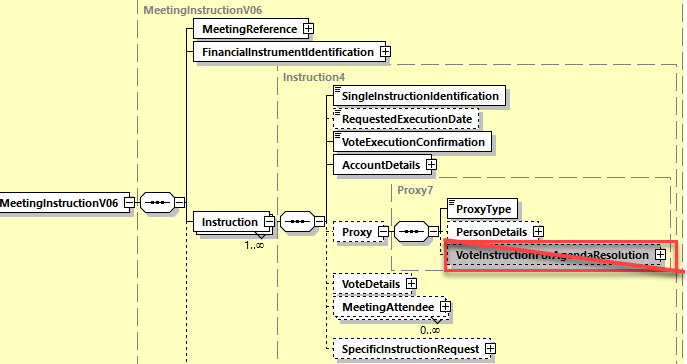 MeetingInstructionV06
MeetingReference
FinancialInstrumentIdentification
Instruction4
SingleInstructionIdentification
RequestedExecutionDate
VoteExecutionConfirmation
AccountDetails
Proxy7
MeetingInstructionV06
Instruction
1..∞
Proxy
ProxyType
PersonDetails
VoteInstructionForAgendaResolution
VoteDetails
MeetingAttendee
0..∞
SpecificInstructionRequest